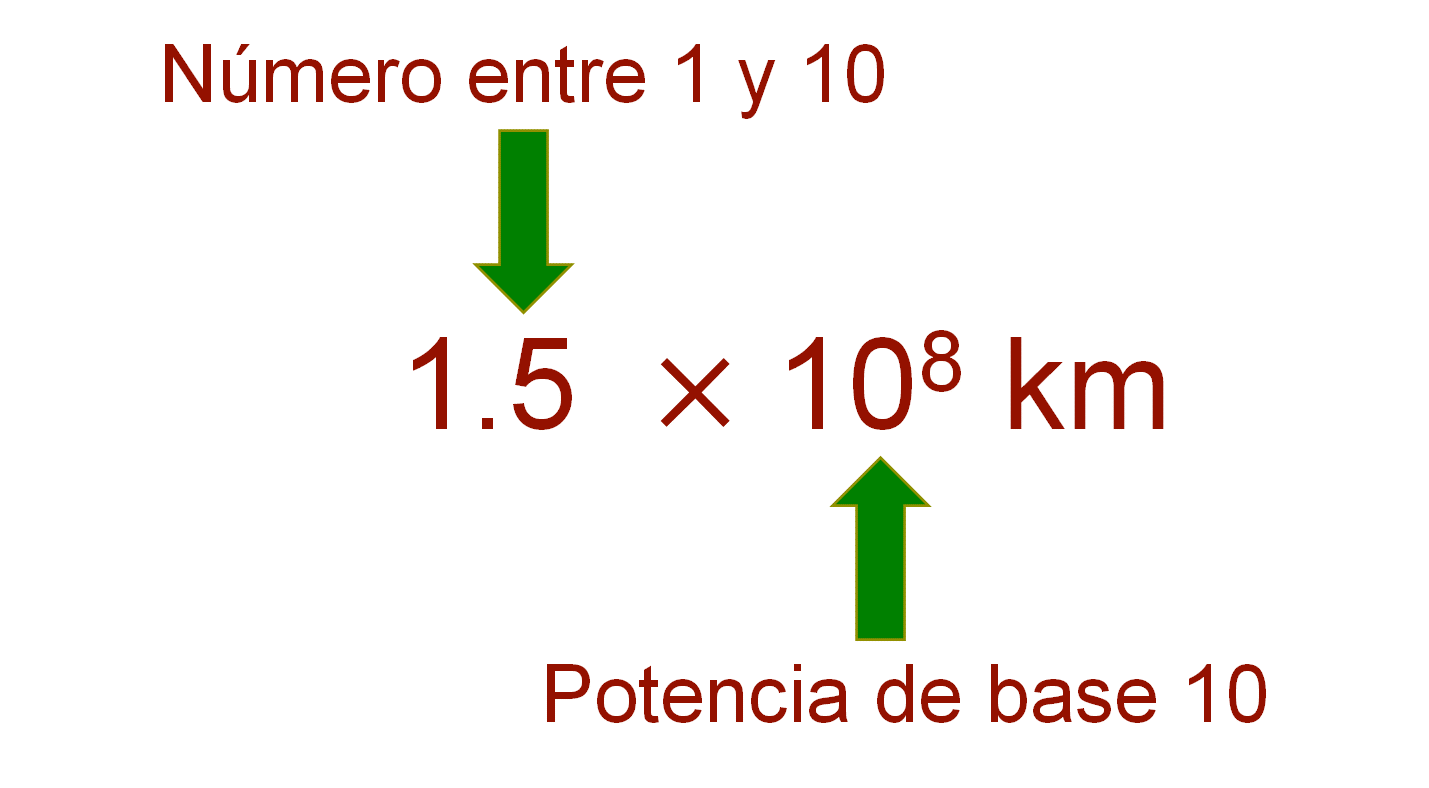 Número entre 1 y 10
1.5 × 10⁸ km
Potencia de base 10